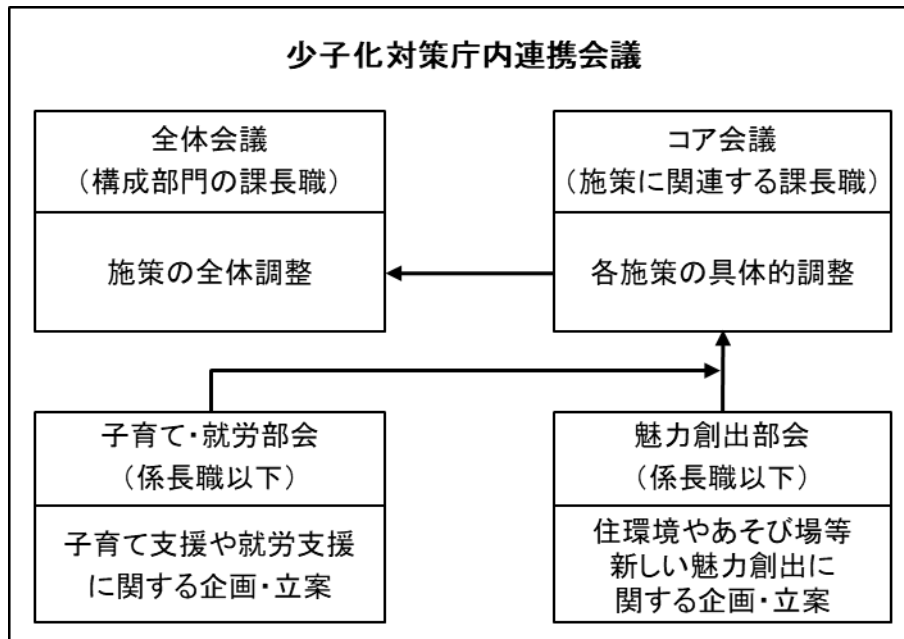 少子化対策庁内連携会議
全体会議
（構成部門の課長職）
施策の全体調整
コア会議
（施策に関連する課長職）
各施策の具体的調整
子育て・就労部会
（係長職以下）
子育て支援や就労支援
に関する企画・立案
魅力創出部会
（係長職以下）
住環境やあそび場等
新しい魅力創出に
関する企画・立案